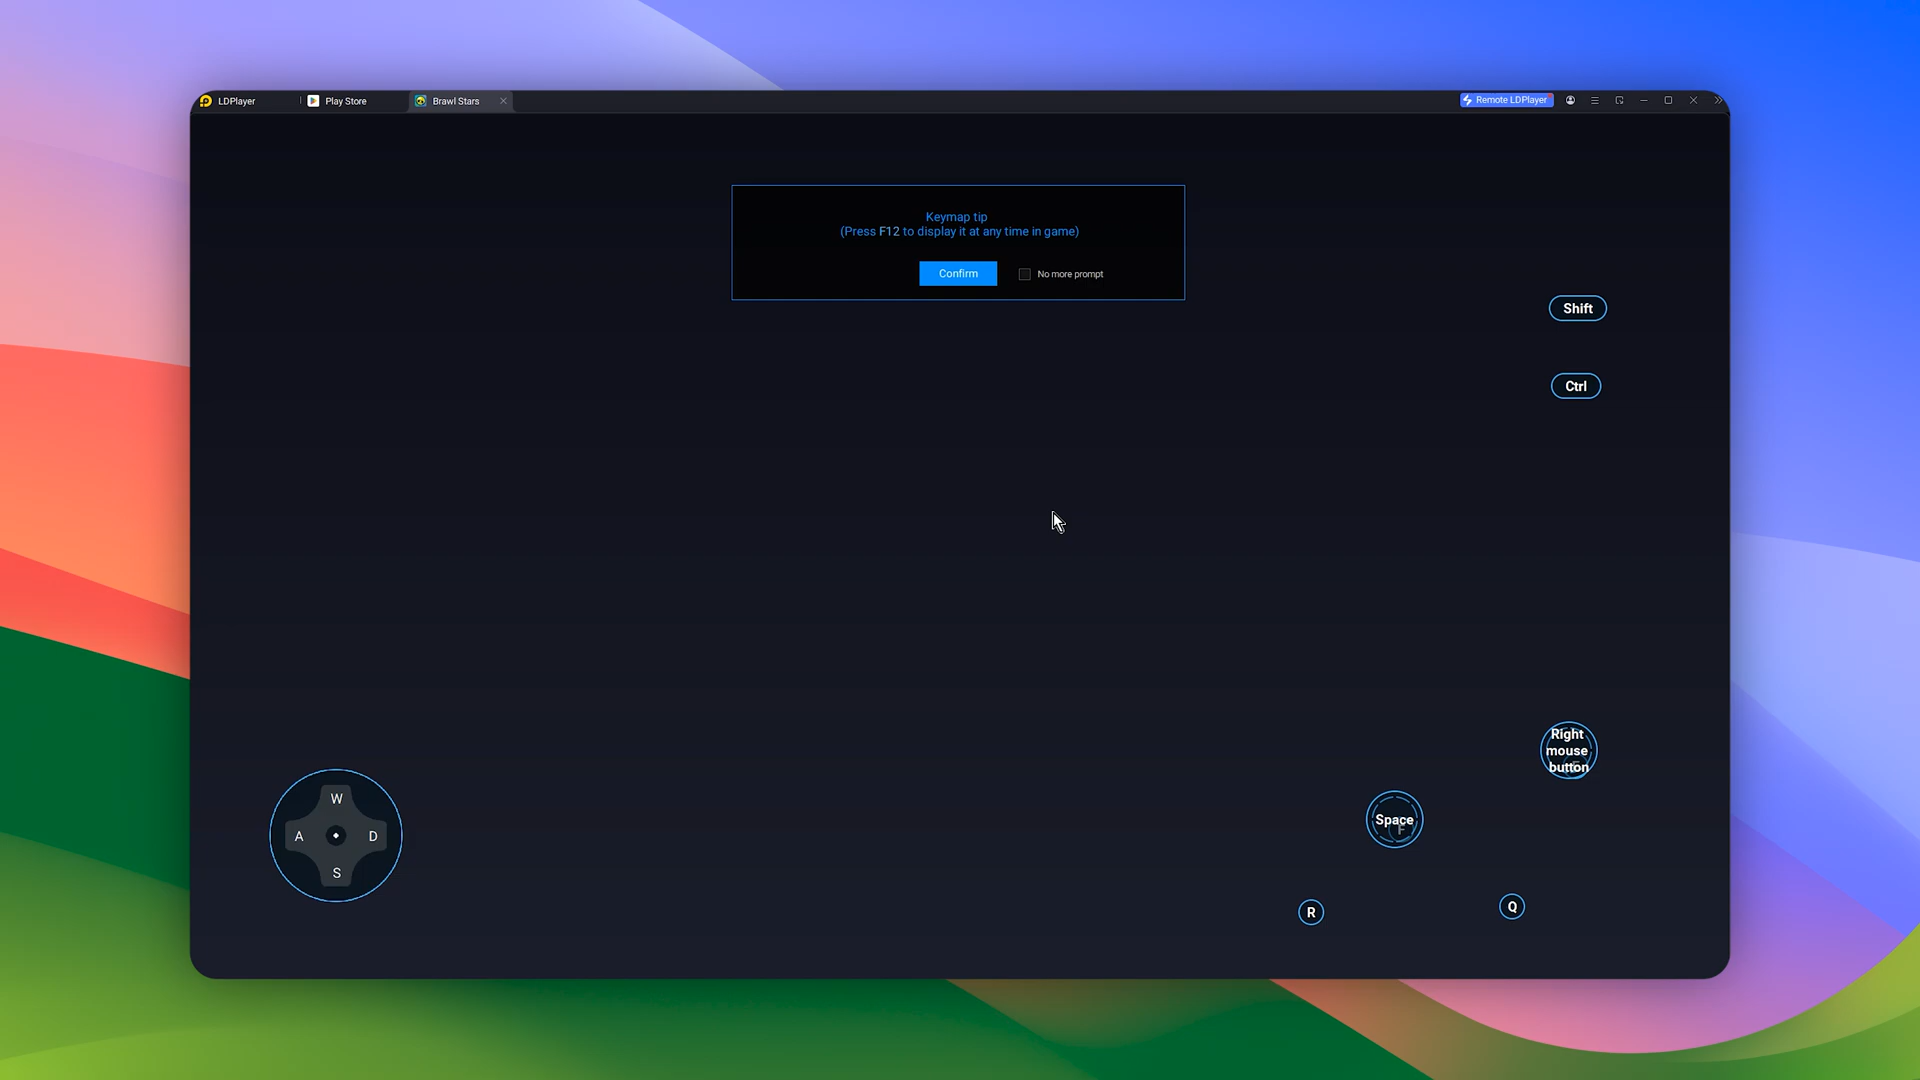 LDPlayer
Play Store
Brawl Stars
Remote LDPlayer
Keymap tip
(Press F12 to display it at any time in game)
Confirm
No more prompt
Shift
Ctrl
Right
mouse
button
Space
F
W
A
D
S
R
Q